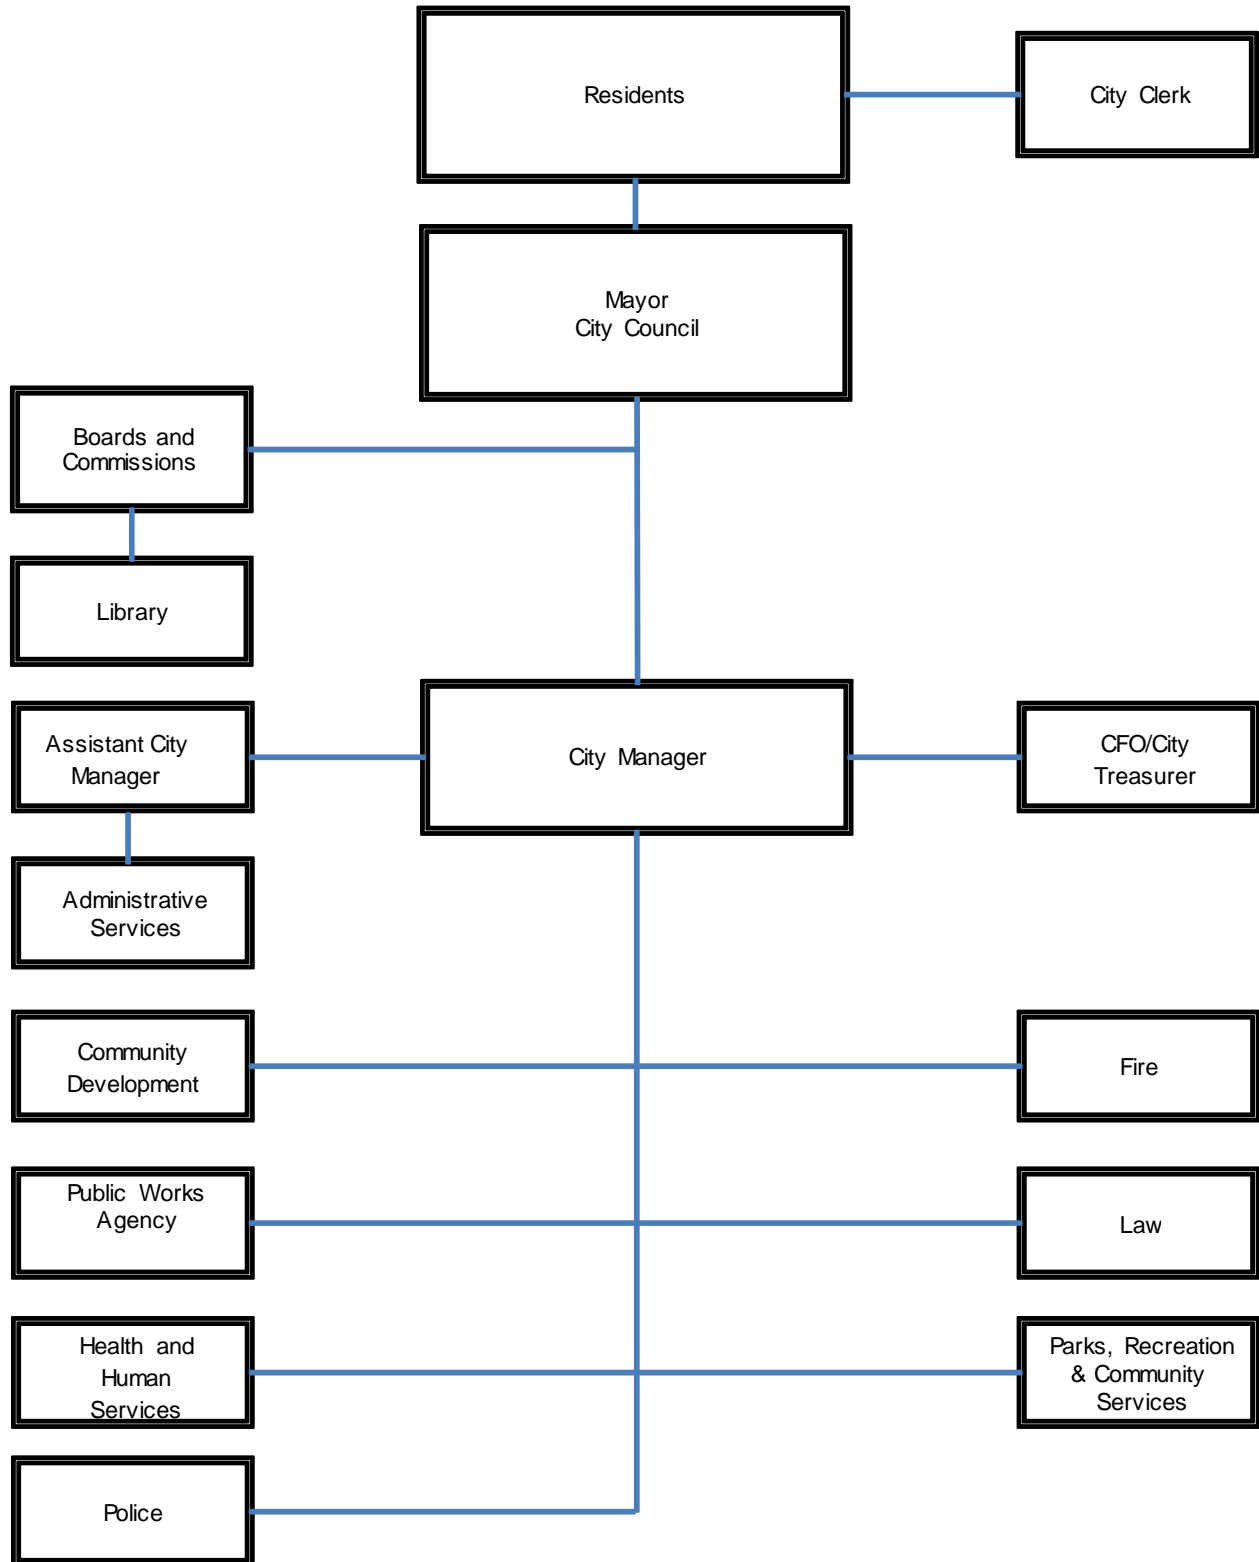 Residents
City Clerk
Mayor
City Council
Boards and
Commissions
Library
Assistant City
Manager
City Manager
CFO/City
Treasurer
Administrative
Services
Community
Development
Fire
Public Works
Agency
Law
Health and
Human
Services
Parks, Recreation
& Community
Services
Police